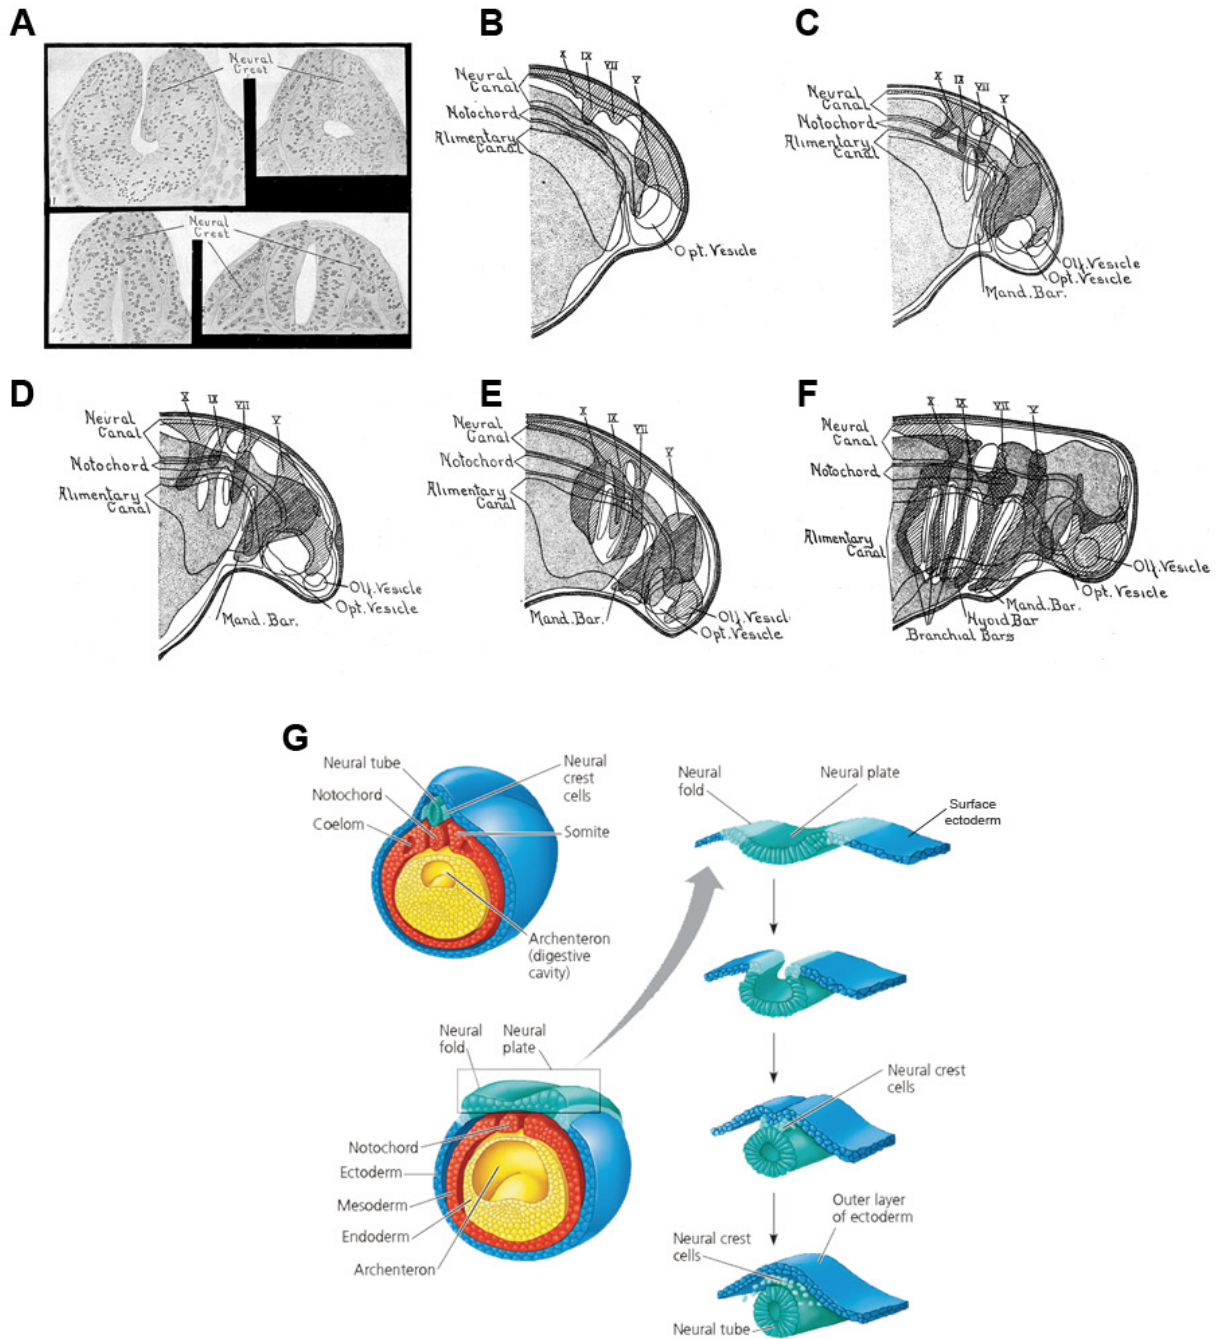 A
Neural
Crest
Neural
Crest
B
X IX VII V
Neural
Canal
Notochord
Alimentary
Canal
Opt. Vesicle
C
X IX VII V
Neural
Canal
Notochord
Alimentary
Canal
Olf. Vesicle
Opt. Vesicle
Mand. Bar.
D
X IX VII V
Neural
Canal
Notochord
Alimentary
Canal
Olf. Vesicle
Opt. Vesicle
Mand. Bar.
E
X IX VII V
Neural
Canal
Notochord
Alimentary
Canal
Mand. Bar.
Olf. Vesicl
Opt. Vesicle
F
X IX VII V
Neural
Canal
Notochord
Alimentary
Canal
Olf. Vesicle
Opt. Vesicle
Mand. Bar.
Hyoid Bar
Branchial Bars
G
Neural tube
Neural
crest
cells
Notochord
Coelom
Somite
Archenteron
(digestive
cavity)
Neural
fold
Neural plate
Surface
ectoderm
Neural
fold
Neural
plate
Notochord
Ectoderm
Mesoderm
Endoderm
Archenteron
Neural crest
cells
Outer layer
of ectoderm
Neural crest
cells
Neural tube